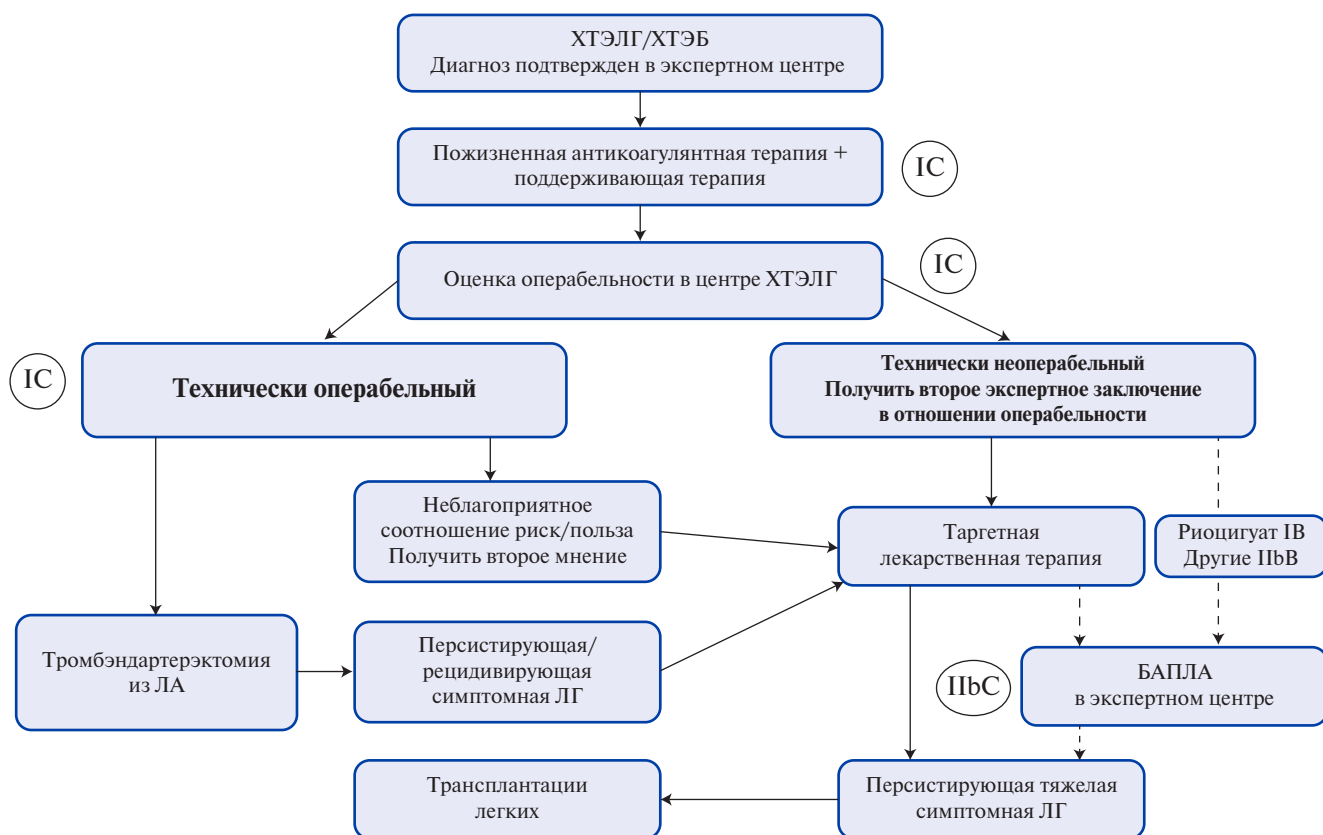 ХТЭЛГ/ХТЭБ
Диагноз подтвержден в экспертном центре
Пожизненная антикоагулянтная терапия +
поддерживающая терапия
IC
Оценка операбельности в центре ХТЭЛГ
IC
IC
Технически операбельный
Технически неоперабельный
Получить второе экспертное заключение
в отношении операбельности
Неблагоприятное
соотношение риск/польза
Получить второе мнение
Таргетная
лекарственная терапия
Риоцигуат IB
Другие IIbB
Тромбэндартерэктомия
из ЛА
Персистирующая/
рецидивирующая
симптомная ЛГ
IIbC
БАПЛА
в экспертном центре
Трансплантации
легких
Персистирующая тяжелая
симптомная ЛГ